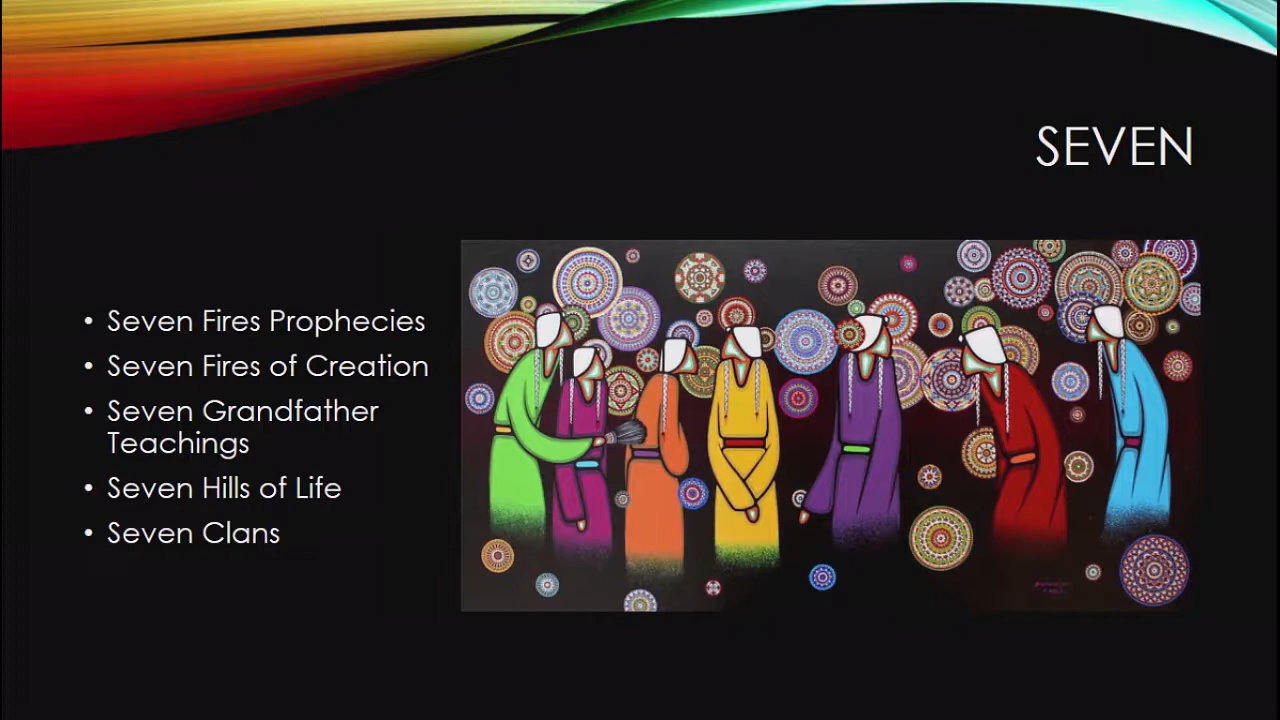 SEVEN
• Seven Fires Prophecies
• Seven Fires of Creation
• Seven Grandfather
Teachings
• Seven Hills of Life
• Seven Clans